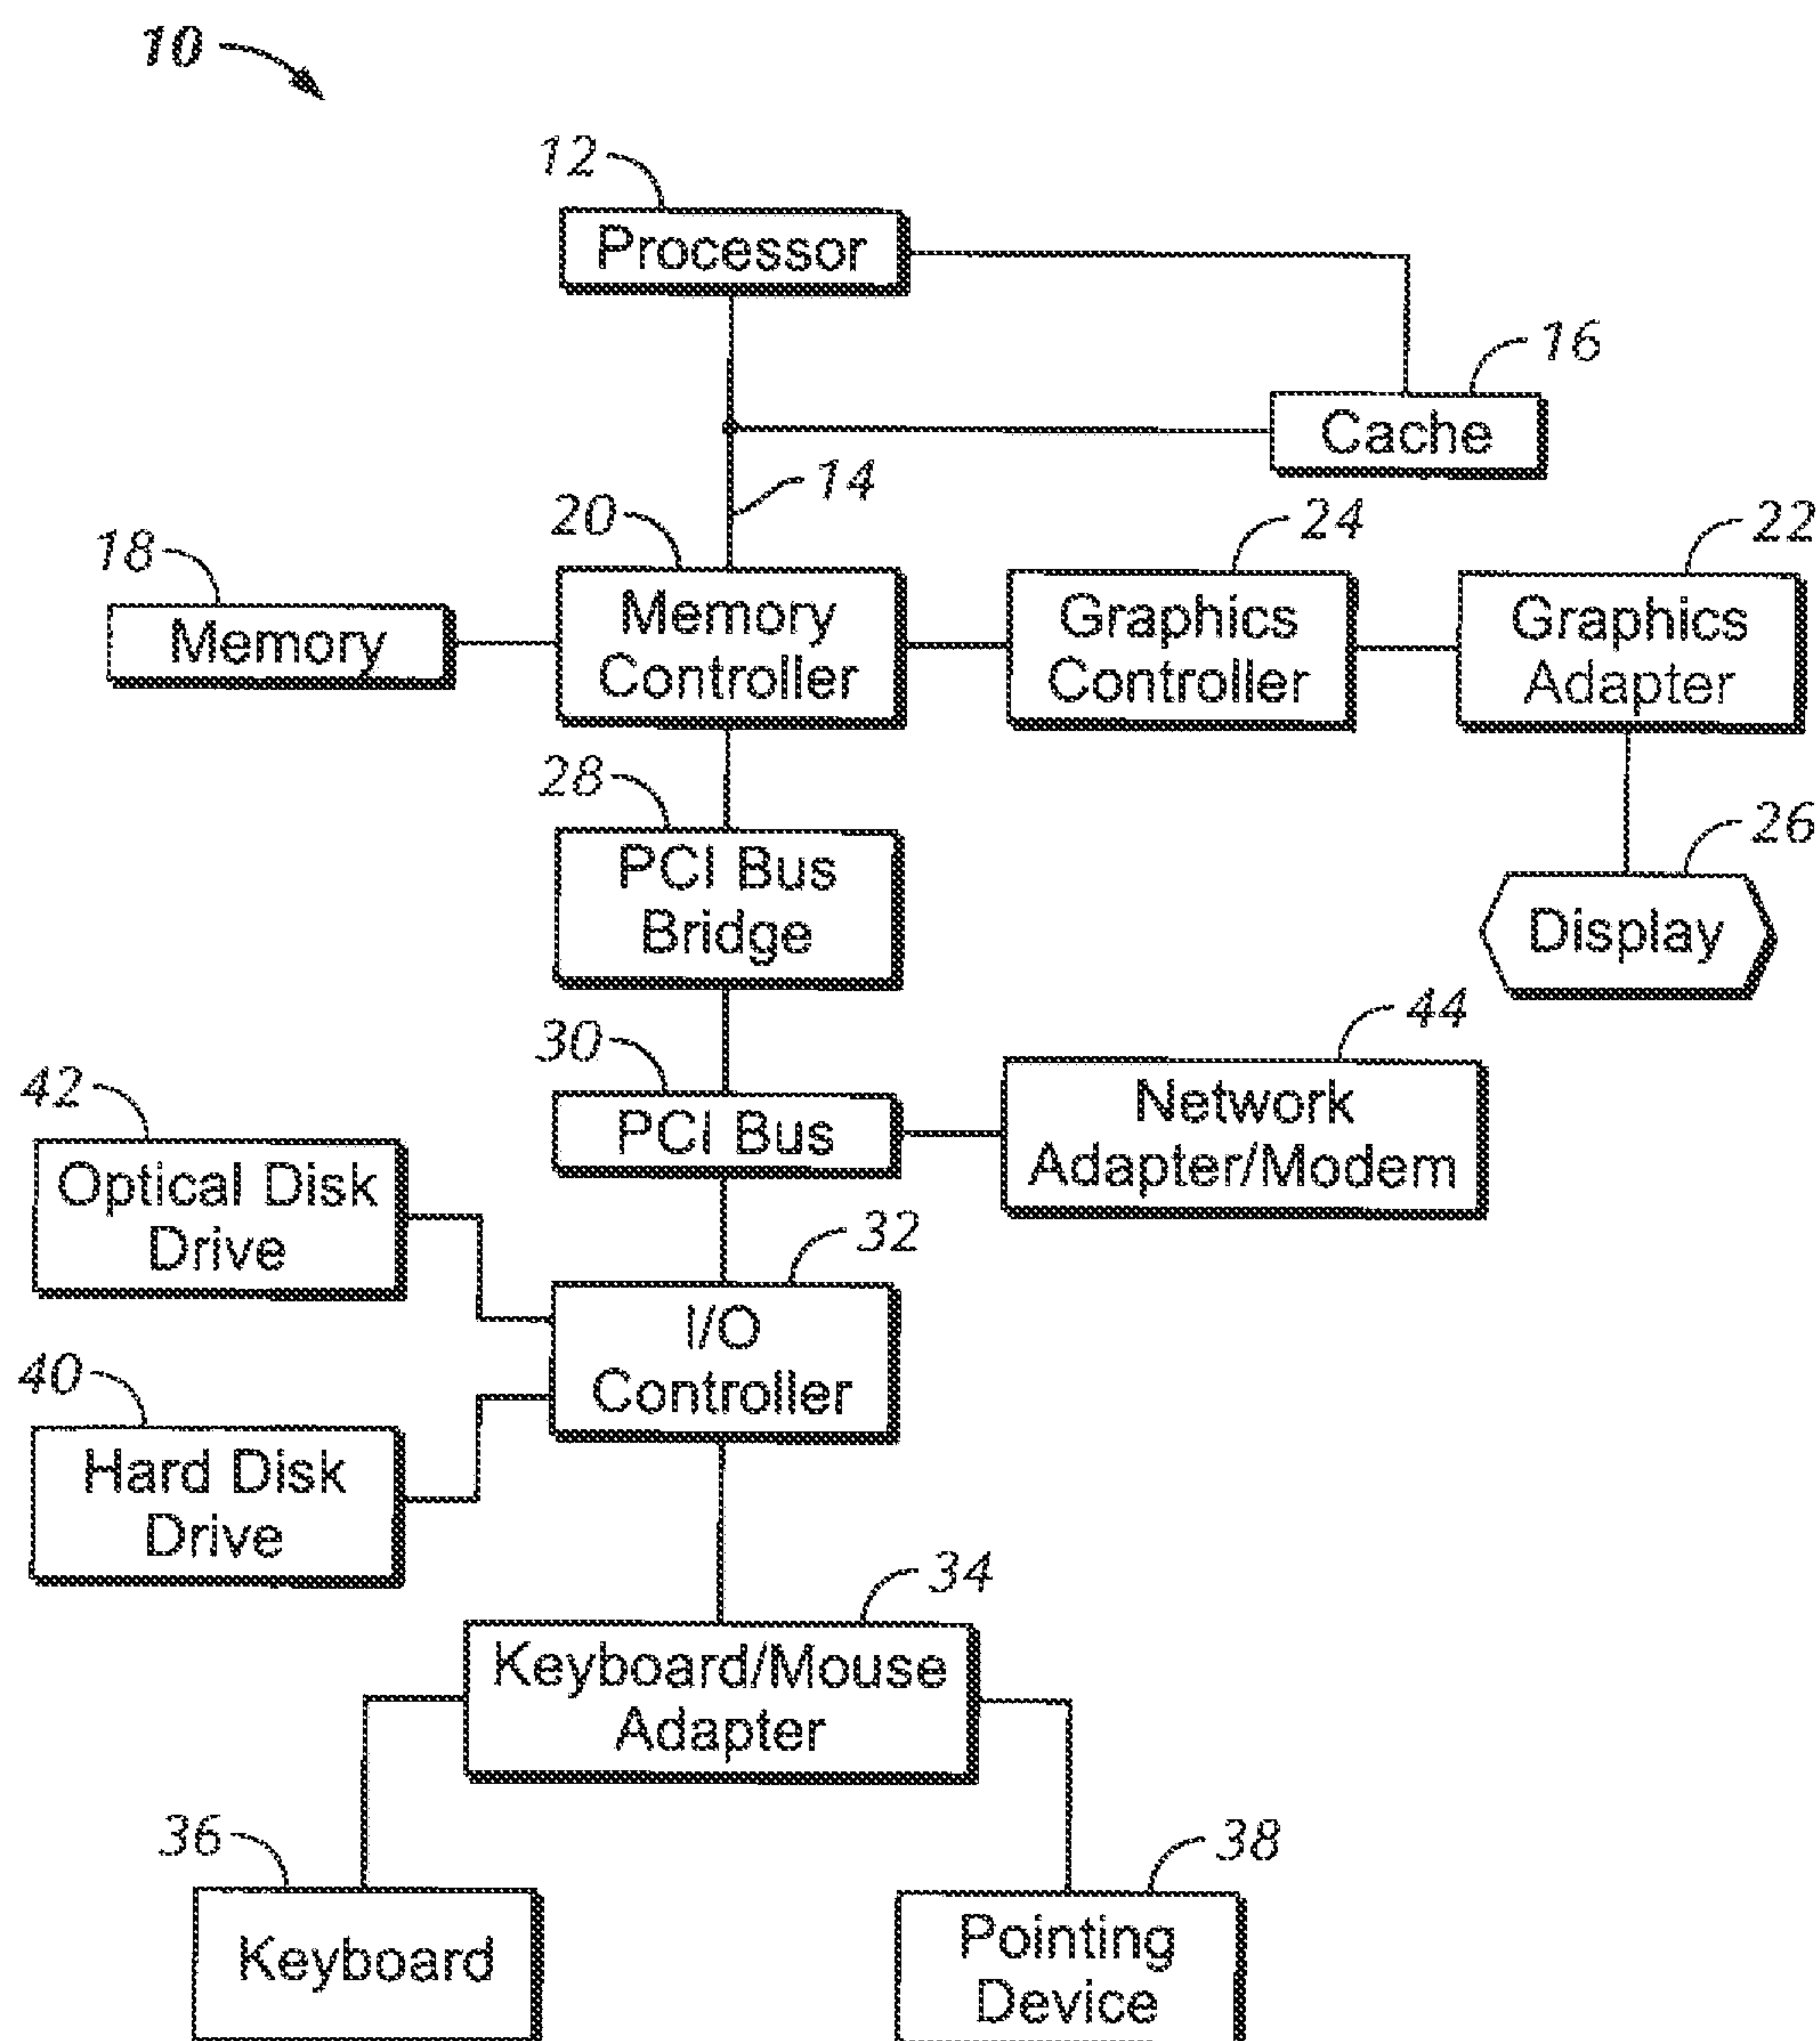 10
12
Processor
16
Cache
14
20
24
22
18
Memory
Memory
Controller
Graphics
Controller
Graphics
Adapter
28
26
PCI Bus
Bridge
Display
30
44
42
PCI Bus
Network
Adapter/Modem
Optical Disk
Drive
32
I/O
Controller
40
Hard Disk
Drive
34
Keyboard/Mouse
Adapter
36
38
Keyboard
Pointing
Device